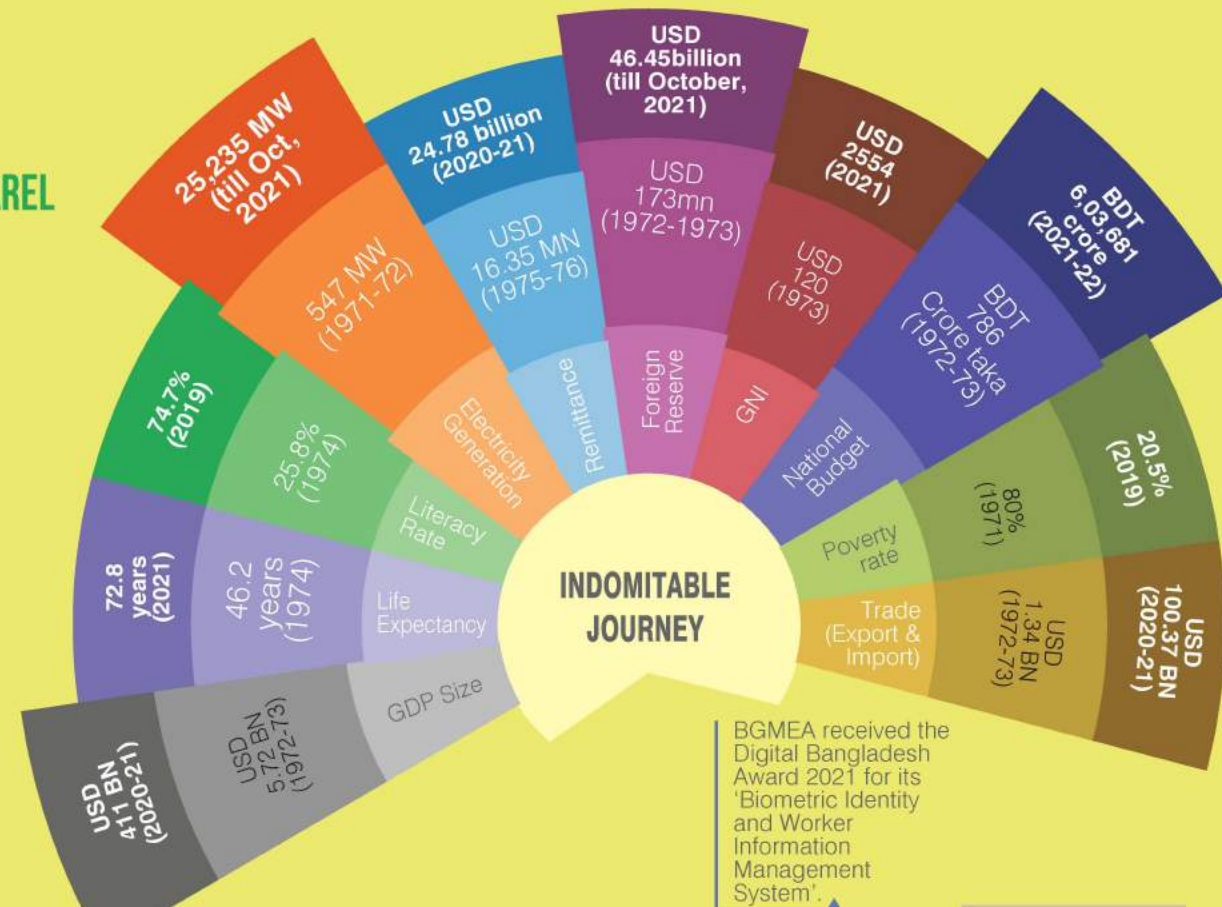 REL
INDOMITABLE
JOURNEY
GDP Size
USD
5.72 BN
(1972-73)
USD
411 BN
(2020-21)
Life
Expectancy
46.2
years
(1974)
72.8
years
(2021)
Literacy
Rate
25.8%
(1974)
74.7%
(2019)
Electricity
Generation
547 MW
(1971-72)
25,235 MW
(till Oct,
2021)
Remittance
USD
16.35 MN
(1975-76)
USD
24.78 billion
(2020-21)
Foreign
Reserve
USD
173mn
(1972-1973)
USD
46.45billion
(till October,
2021)
GNI
USD
120
(1973)
USD
2554
(2021)
National
Budget
BDT
786
Crore taka
(1972-73)
BDT
6,03,681
crore
(2021-22)
Poverty
rate
80%
(1971)
20.5%
(2019)
Trade
(Export &
Import)
USD
1.34 BN
(1972-73)
USD
100.37 BN
(2020-21)
BGMEA received the
Digital Bangladesh
Award 2021 for its
‘Biometric Identity
and Worker
Information
Management
System’.